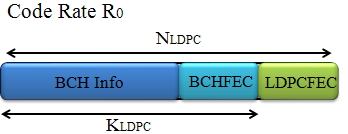 Code Rate R0
NLDPC
BCH Info BCHFEC LDPCFEC
KLDPC